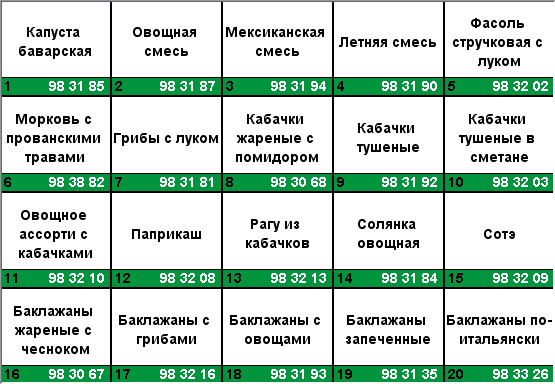 Капуста
баварская
1 98 31 85
Овощная
смесь
2 98 31 87
Мексиканская
смесь
3 98 31 94
Летняя смесь
4 98 31 90
Фасоль
стручковая с
луком
5 98 32 02
Морковь с
прованскими
травами
6 98 38 82
Грибы с луком
7 98 31 81
Кабачки
жареные с
помидором
8 98 30 68
Кабачки
тушеные
9 98 31 92
Кабачки
тушеные в
сметане
10 98 32 03
Овощное
ассорти с
кабачками
11 98 32 10
Паприкаш
12 98 32 08
Рагу из
кабачков
13 98 32 13
Солянка
овощная
14 98 31 84
Сотэ
15 98 32 09
Баклажаны
жареные с
чесноком
16 98 30 67
Баклажаны с
грибами
17 98 32 16
Баклажаны с
овощами
18 98 31 93
Баклажаны
запеченные
19 98 31 35
Баклажаны по-
итальянски
20 98 33 26